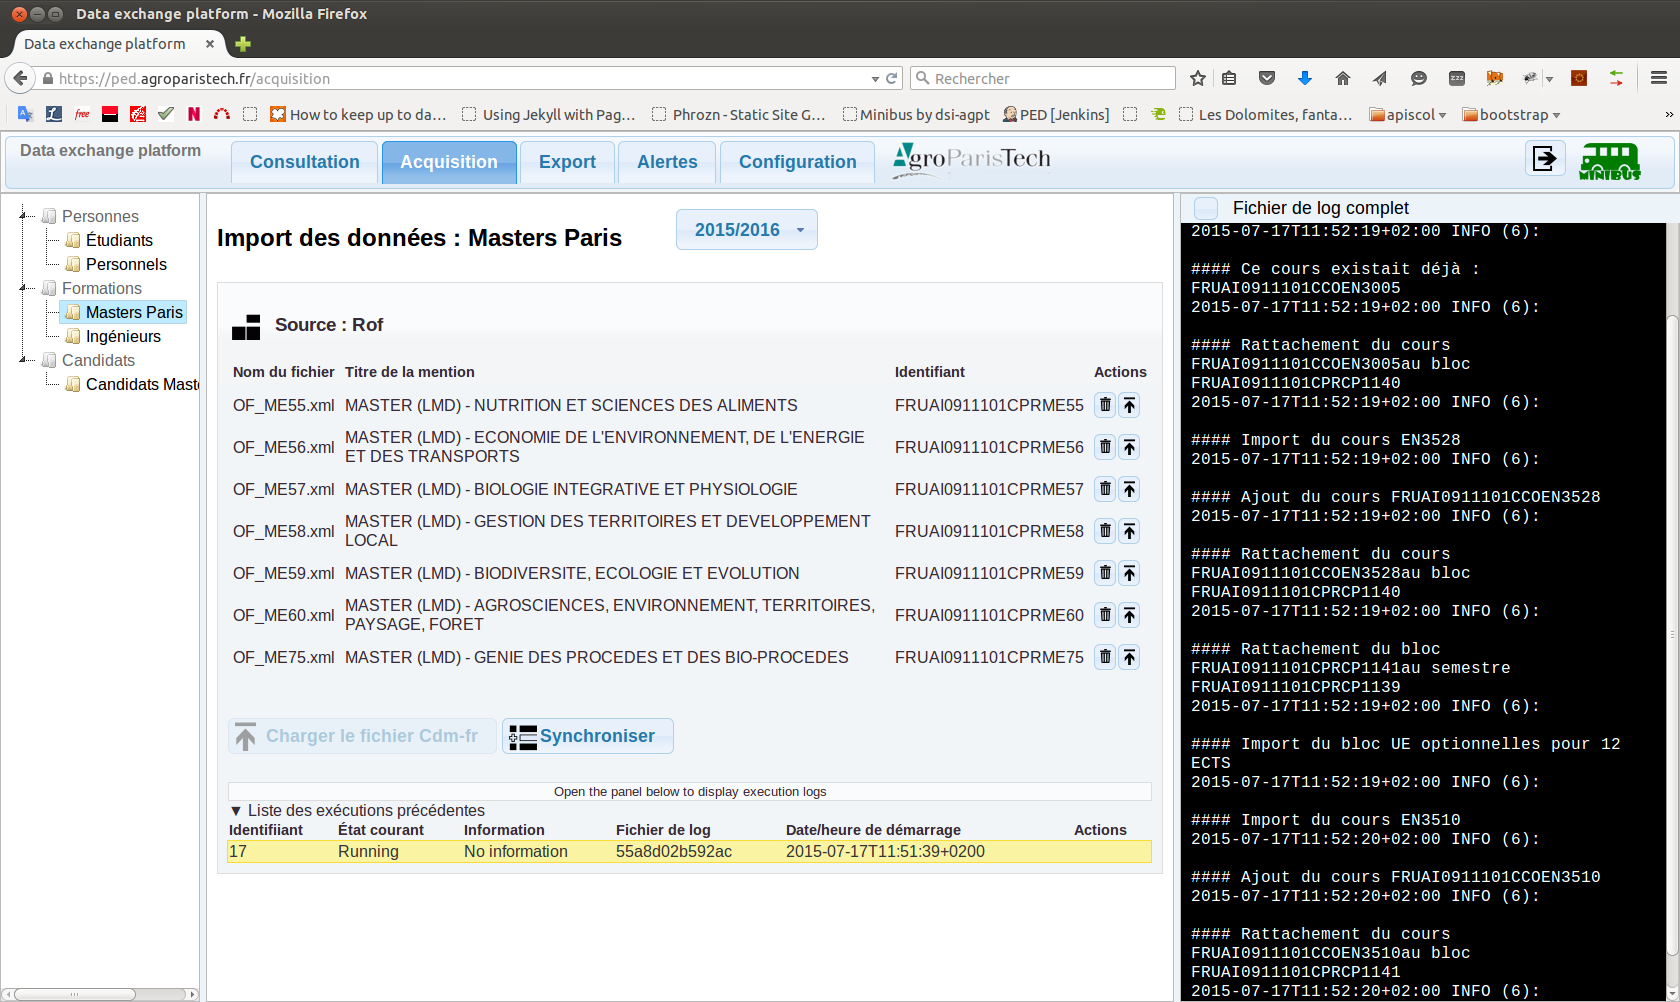 Data exchange platform - Mozilla Firefox
Data exchange platform
https://ped.agroparistech.fr/acquisition
Rechercher
free
How to keep up to da...
Using Jekyll with Pag...
Phrozn - Static Site G...
Minibus by dsi-agpt
PED [Jenkins]
Les Dolomites, fanta...
apiscol
bootstrap
»
Data exchange platform
Consultation
Acquisition
Export
Alertes
Configuration
AgroParisTech
MINIBUS
Personnes
Étudiants
Personnels
Formations
Masters Paris
Ingénieurs
Candidats
Candidats Mast
Import des données : Masters Paris
2015/2016
Source : Rof
Nom du fichier Titre de la mention Identifiant Actions
OF_ME55.xml MASTER (LMD) - NUTRITION ET SCIENCES DES ALIMENTS FRUAI0911101CPRME55
OF_ME56.xml MASTER (LMD) - ECONOMIE DE L'ENVIRONNEMENT, DE L'ENERGIE ET DES TRANSPORTS FRUAI0911101CPRME56
OF_ME57.xml MASTER (LMD) - BIOLOGIE INTEGRATIVE ET PHYSIOLOGIE FRUAI0911101CPRME57
OF_ME58.xml MASTER (LMD) - GESTION DES TERRITOIRES ET DEVELOPPEMENT LOCAL FRUAI0911101CPRME58
OF_ME59.xml MASTER (LMD) - BIODIVERSITE, ECOLOGIE ET EVOLUTION FRUAI0911101CPRME59
OF_ME60.xml MASTER (LMD) - AGROSCIENCES, ENVIRONNEMENT, TERRITOIRES, PAYSAGE, FORET FRUAI0911101CPRME60
OF_ME75.xml MASTER (LMD) - GENIE DES PROCEDES ET DES BIO-PROCEDES FRUAI0911101CPRME75
Charger le fichier Cdm-fr
Synchroniser
Open the panel below to display execution logs
▼ Liste des exécutions précédentes
Identifiiant État courant Information Fichier de log Date/heure de démarrage Actions
17 Running No information 55a8d02b592ac 2015-07-17T11:51:39+0200
Fichier de log complet
2015-07-17T11:52:19+02:00 INFO (6):
#### Ce cours existait déjà :
FRUAI0911101CCOEN3005
2015-07-17T11:52:19+02:00 INFO (6):
#### Rattachement du cours
FRUAI0911101CCOEN3005au bloc
FRUAI0911101CPRCP1140
2015-07-17T11:52:19+02:00 INFO (6):
#### Import du cours EN3528
2015-07-17T11:52:19+02:00 INFO (6):
#### Ajout du cours FRUAI0911101CCOEN3528
2015-07-17T11:52:19+02:00 INFO (6):
#### Rattachement du cours
FRUAI0911101CCOEN3528au bloc
FRUAI0911101CPRCP1140
2015-07-17T11:52:19+02:00 INFO (6):
#### Rattachement du bloc
FRUAI0911101CPRCP1141au semestre
FRUAI0911101CPRCP1139
2015-07-17T11:52:19+02:00 INFO (6):
#### Import du bloc UE optionnelles pour 12
ECTS
2015-07-17T11:52:19+02:00 INFO (6):
#### Import du cours EN3510
2015-07-17T11:52:20+02:00 INFO (6):
#### Ajout du cours FRUAI0911101CCOEN3510
2015-07-17T11:52:20+02:00 INFO (6):
#### Rattachement du cours
FRUAI0911101CCOEN3510au bloc
FRUAI0911101CPRCP1141
2015-07-17T11:52:20+02:00 INFO (6):